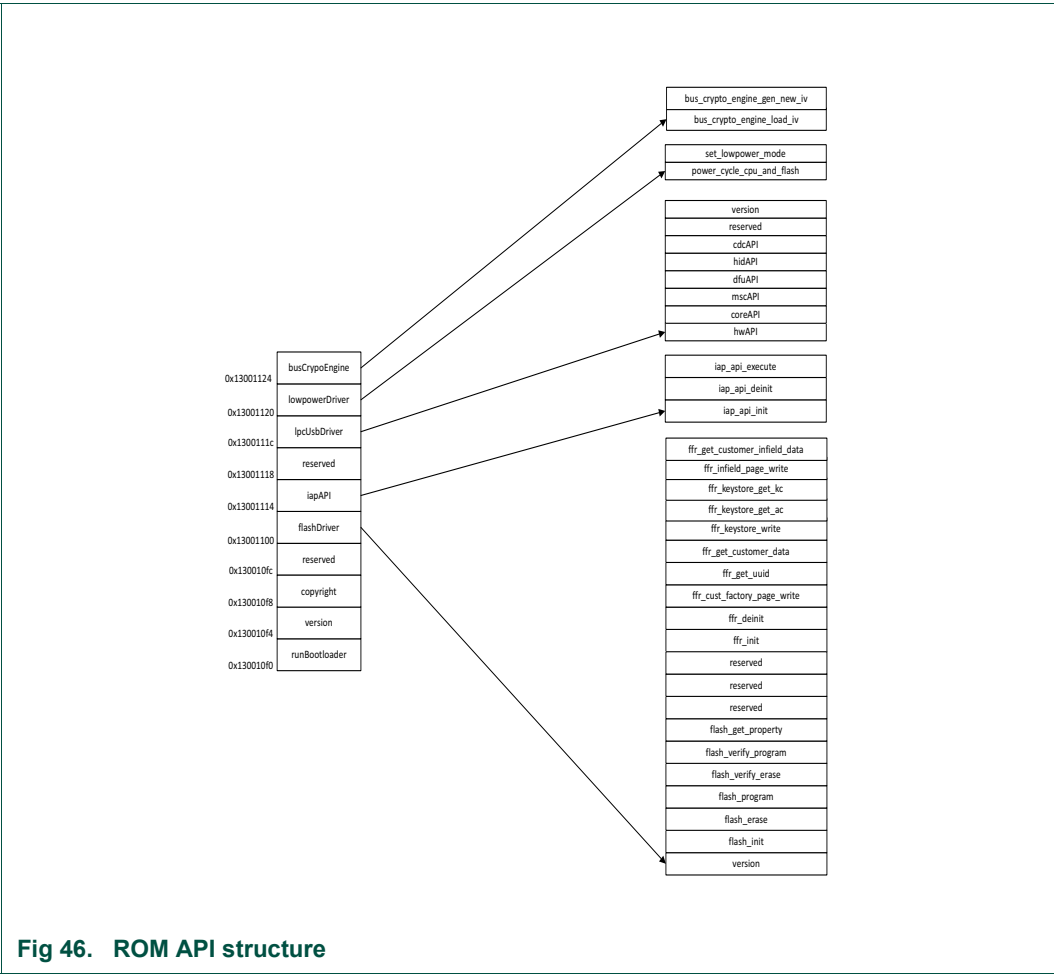 bus_crypto_engine_gen_new_iv
bus_crypto_engine_load_iv
set_lowpower_mode
power_cycle_cpu_and_flash
version
reserved
cdcAPI
hidAPI
dfuAPI
mscAPI
coreAPI
hwAPI
busCrypoEngine
0x13001124
lowpowerDriver
0x13001120
lpcUsbDriver
0x1300111c
reserved
0x13001118
iapAPI
0x13001114
flashDriver
0x13001100
reserved
0x130010fc
copyright
0x130010f8
version
0x130010f4
runBootloader
0x130010f0
iap_api_execute
iap_api_deinit
iap_api_init
ffr_get_customer_infield_data
ffr_infield_page_write
ffr_keystore_get_kc
ffr_keystore_get_ac
ffr_keystore_write
ffr_get_customer_data
ffr_get_uuid
ffr_cust_factory_page_write
ffr_deinit
ffr_init
reserved
reserved
reserved
flash_get_property
flash_verify_program
flash_verify_erase
flash_program
flash_erase
flash_init
version
Fig 46. ROM API structure